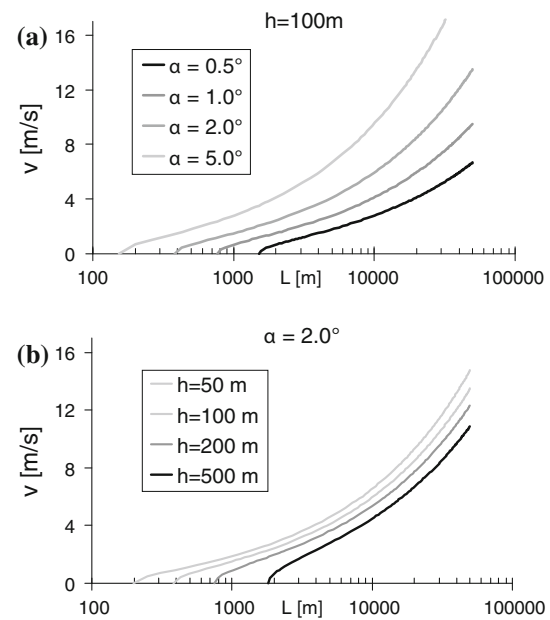 (a)
h=100m
16
12
8
4
0
v [m/s]
α = 0.5°
α = 1.0°
α = 2.0°
α = 5.0°
100
1000
L [m]
10000
100000
(b)
α = 2.0°
16
12
8
4
0
v [m/s]
h=50 m
h=100 m
h=200 m
h=500 m
100
1000
L [m]
10000
100000